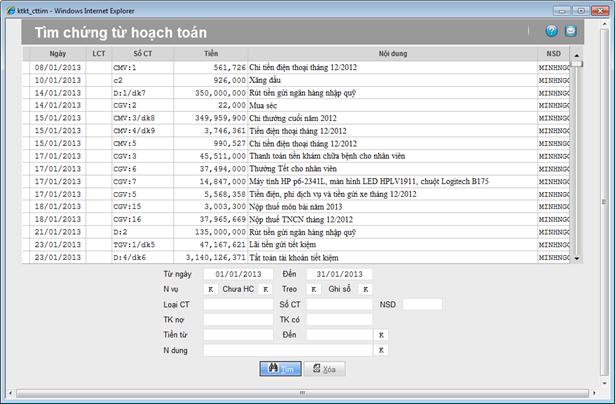 ktkt_cttim - Windows Internet Explorer
Tìm chứng từ hoạch toán
Ngày LCT Số CT Tiền Nội dung NSD
08/01/2013 CMV:1 561,726 Chi tiền điện thoại tháng 12/2012 MINHNGO
10/01/2013 c2 926,000 Xăng dầu MINHNGO
14/01/2013 D:1/dk7 350,000,000 Rút tiền gửi ngân hàng nhập quỹ MINHNGO
14/01/2013 CGV:2 22,000 Mua séc MINHNGO
14/01/2013 CMV:3/dk8 349,959,900 Chi thưởng cuối năm 2012 MINHNGO
14/01/2013 CMV:4/dk9 3,746,361 Tiền điện thoại tháng 12/2012 MINHNGO
17/01/2013 CMV:5 990,527 Chi tiền điện thoại tháng 12/2012 MINHNGO
17/01/2013 CGV:3 45,511,000 Thanh toán tiền khám chữa bệnh cho nhân viên MINHNGO
17/01/2013 CGV:6 37,494,000 Thưởng Tết cho nhân viên MINHNGO
17/01/2013 CGV:7 14,847,000 Máy tính HP p6-2341L, màn hình LED HPLV1911, chuột Logitech B175 MINHNGO
17/01/2013 CGV:5 5,568,358 Tiền điện, phí dịch vụ và tiền gửi xe tháng 12/2012 MINHNGO
18/01/2013 CGV:15 3,003,300 Nộp thuế môn bài năm 2013 MINHNGO
18/01/2013 CGV:16 37,965,669 Nộp thuế TNCN tháng 12/2012 MINHNGO
21/01/2013 D:2 135,000,000 Rút tiền gửi ngân hàng nhập quỹ MINHNGO
23/01/2013 TGV:1/dk5 47,167,621 Lãi tiền gửi tiết kiệm MINHNGO
23/01/2013 D:4/dk6 3,140,126,371 Tất toán tài khoản tiết kiệm MINHNGO
Từ ngày 01/01/2013 Đến 31/01/2013
N vụ K Chưa HC K Treo K Ghi sổ K
Loại CT Số CT NSD
TK nợ TK có
Tiền từ Đến K
N dung K
Tìm Xóa